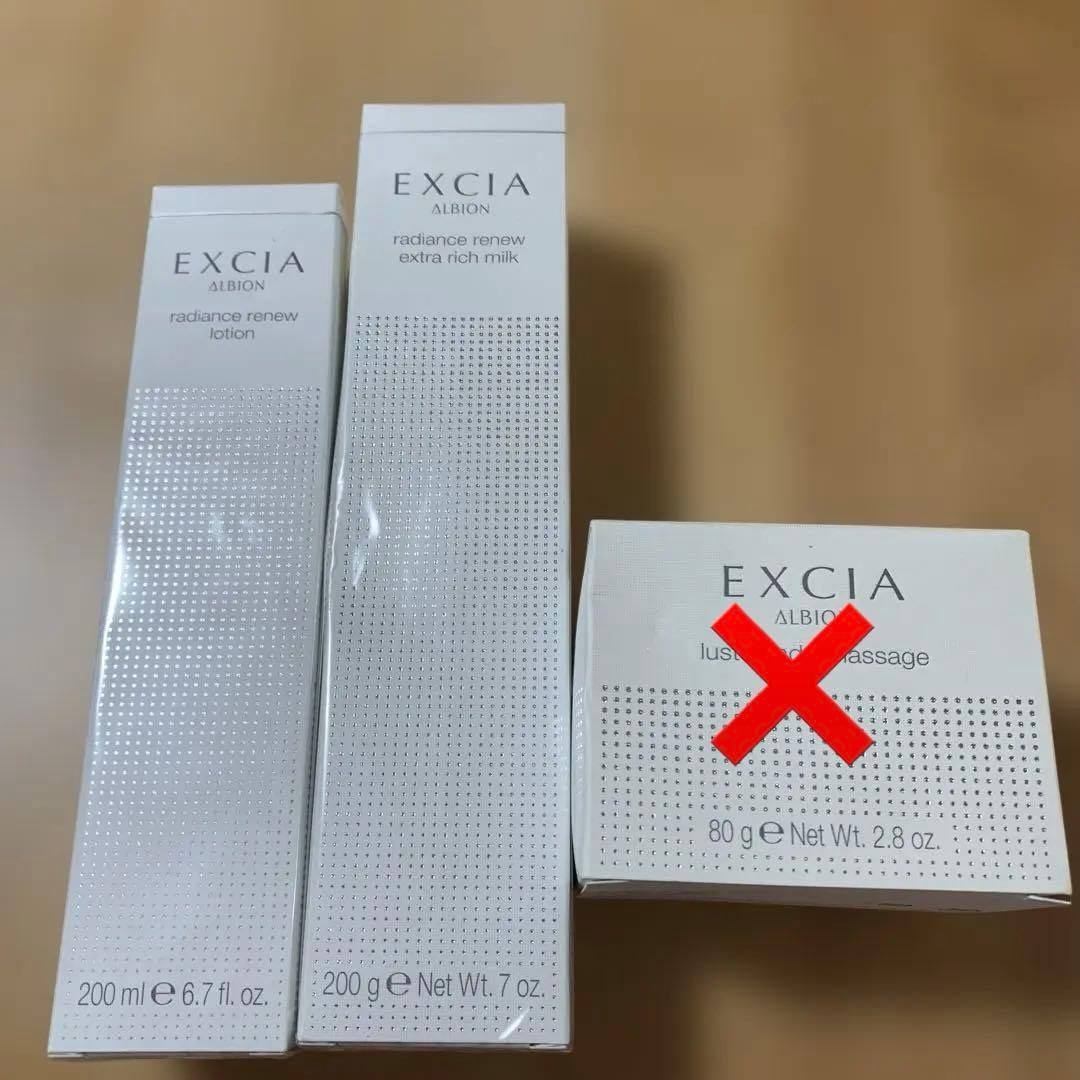 EXCIA
ALBION
radiance renew
lotion
200 ml e 6.7 fl. oz.
EXCIA
ALBION
radiance renew
extra rich milk
200 g e Net Wt. 7 oz.
EXCIA
massage
80 g e Net Wt. 2.8 oz.